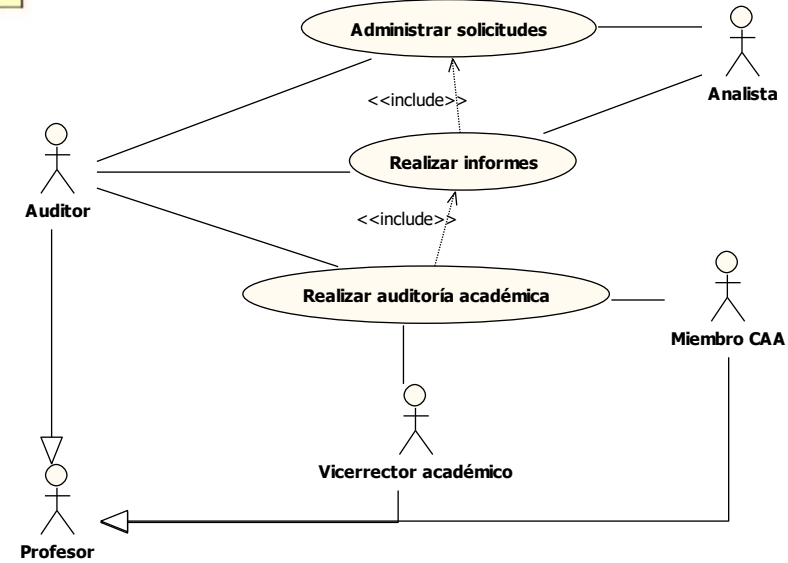 Administrar solicitudes
Analista
<<include>>
Realizar informes
Auditor
<<include>>
Realizar auditoría académica
Miembro CAA
Vicerrector académico
Profesor